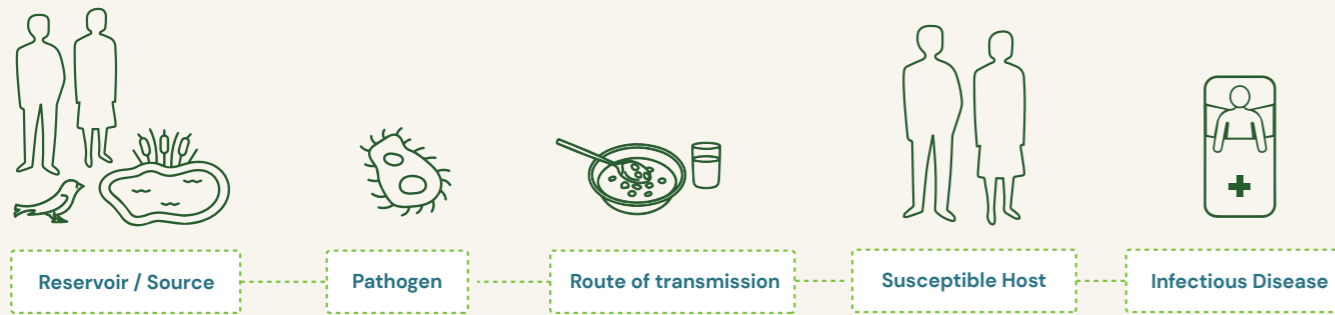 Reservoir / Source
Pathogen
Route of transmission
Susceptible Host
Infectious Disease